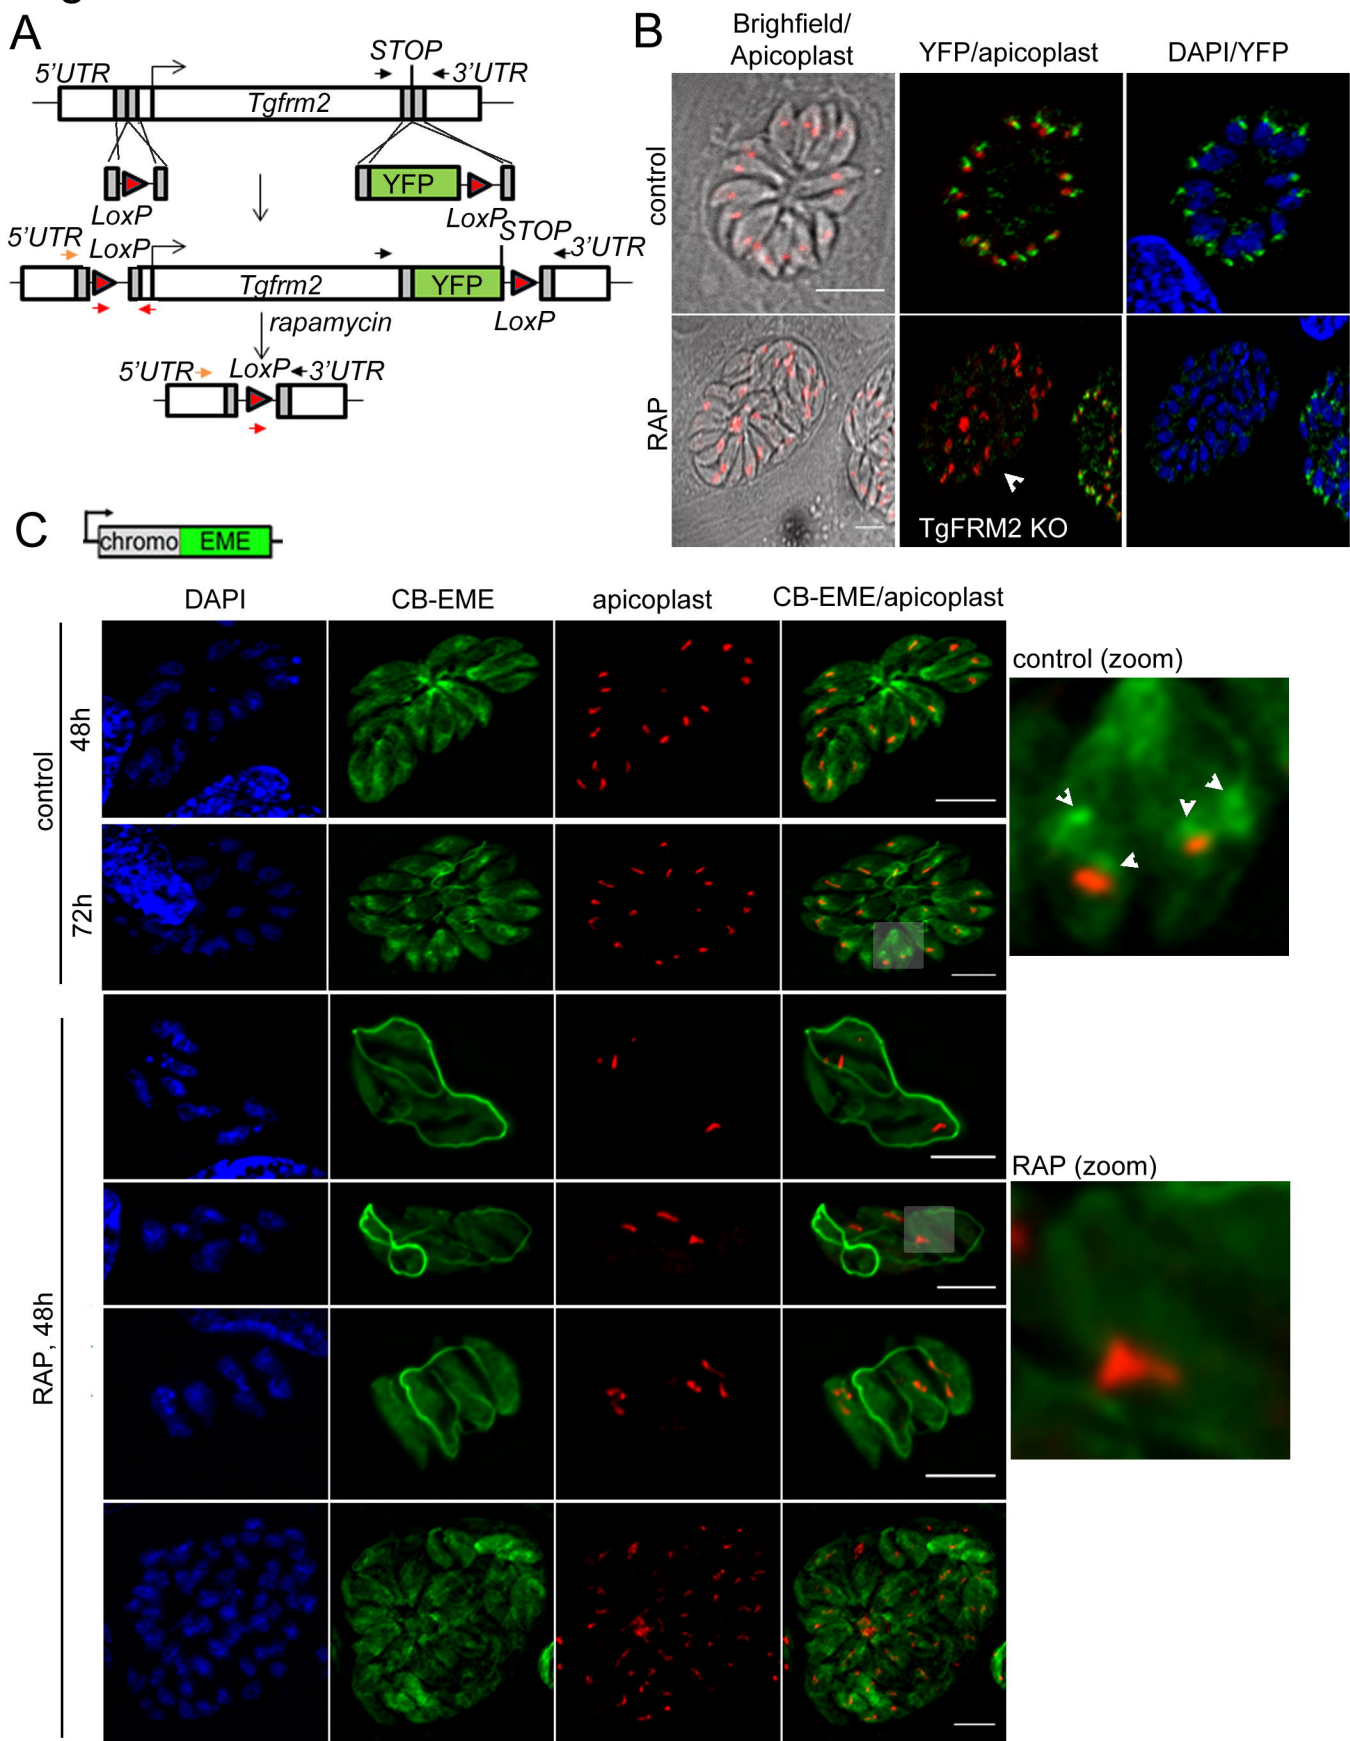 A
5'UTR
STOP
3'UTR
Tgfrm2
YFP
LoxP
LoxP
5'UTR
LoxP
STOP
3'UTR
Tgfrm2
YFP
LoxP
rapamycin
5'UTR
LoxP
3'UTR
B
Brighfield/
Apicoplast
YFP/apicoplast
DAPI/YFP
control
RAP
TgFRM2 KO
C
chromo
EME
DAPI
CB-EME
apicoplast
CB-EME/apicoplast
control
48h
72h
control (zoom)
RAP, 48h
RAP (zoom)